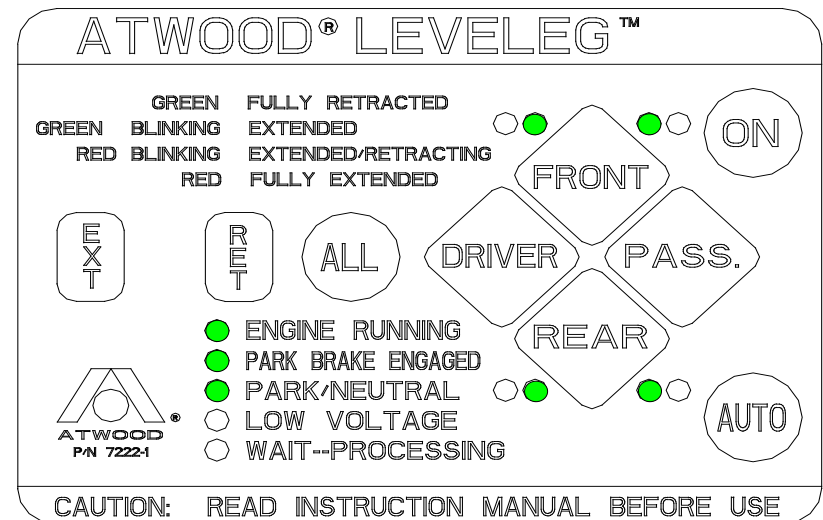 ATWOOD® LEVELEG™
GREEN FULLY RETRACTED
GREEN BLINKING EXTENDED
RED BLINKING EXTENDED/RETRACTING
RED FULLY EXTENDED
ON
FRONT
EXT
RET
ALL
DRIVER
PASS.
REAR
ENGINE RUNNING
PARK BRAKE ENGAGED
PARK/NEUTRAL
LOW VOLTAGE
WAIT--PROCESSING
AUTO
ATWOOD®
P/N 7222-1
CAUTION: READ INSTRUCTION MANUAL BEFORE USE